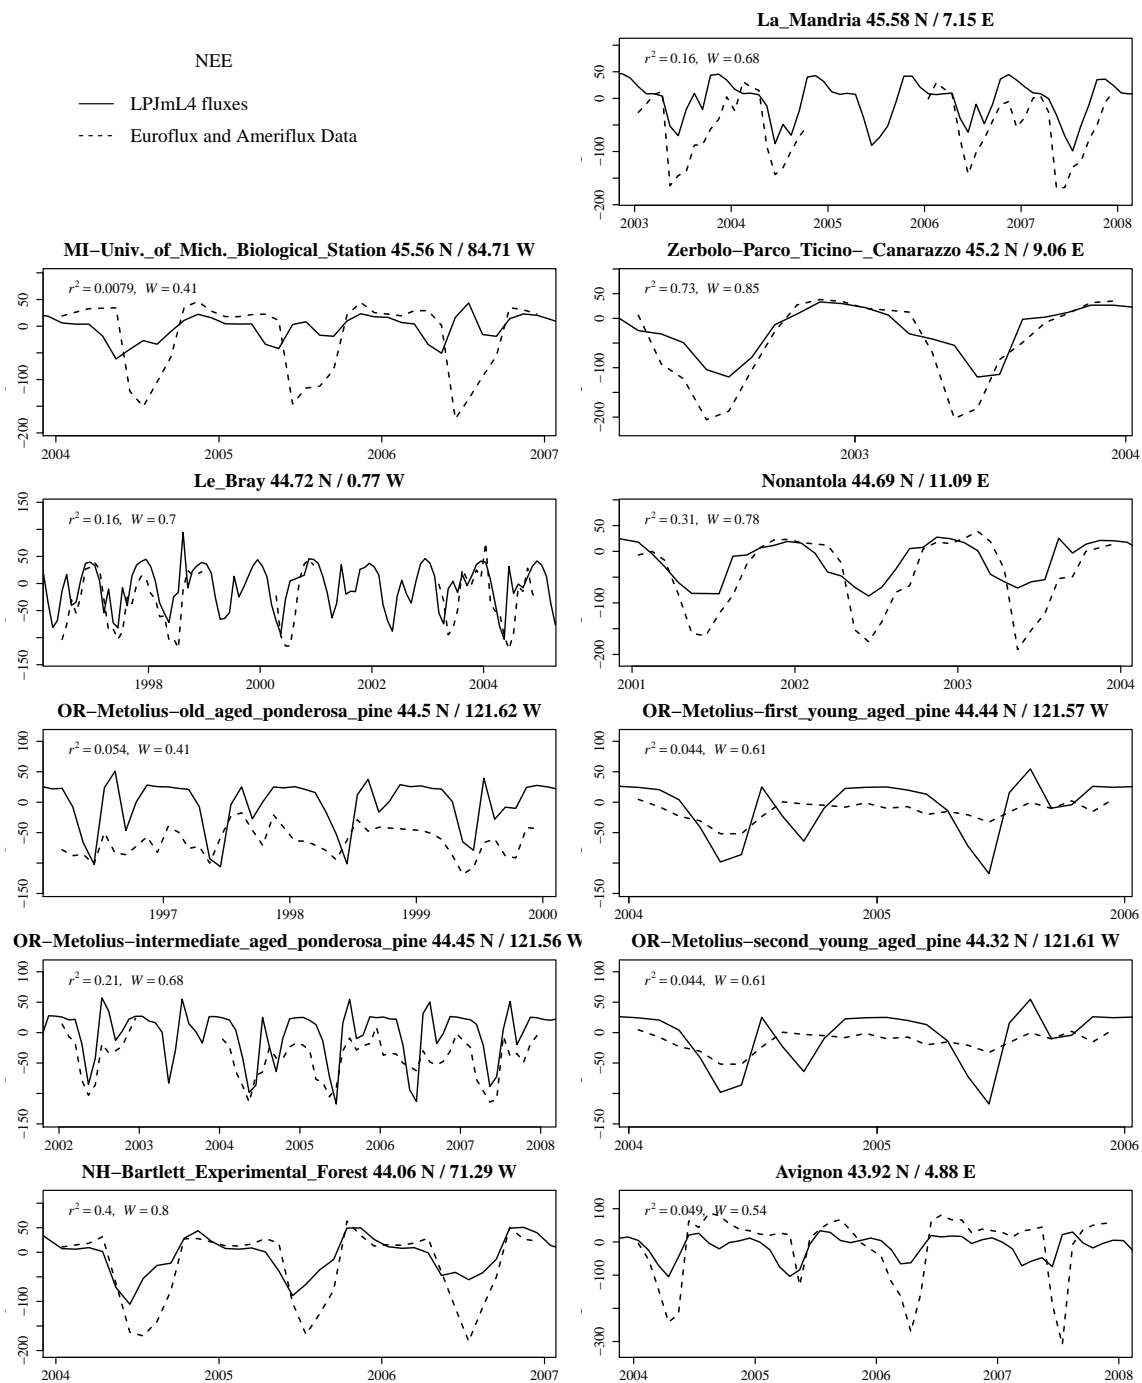 NEE
LPJmL4 fluxes
Euroflux and Ameriflux Data
La_Mandria 45.58 N / 7.15 E
r² = 0.16, W = 0.68
50
0
−100
−200
2003 2004 2005 2006 2007 2008
MI−Univ._of_Mich._Biological_Station 45.56 N / 84.71 W
r² = 0.0079, W = 0.41
50
0
−100
−200
2004 2005 2006 2007
Zerbolo−Parco_Ticino−_Canarazzo 45.2 N / 9.06 E
r² = 0.73, W = 0.85
50
0
−100
−200
2003 2004
Le_Bray 44.72 N / 0.77 W
r² = 0.16, W = 0.7
150
50
0
−50
−150
1998 2000 2002 2004
Nonantola 44.69 N / 11.09 E
r² = 0.31, W = 0.78
50
0
−100
−200
2001 2002 2003 2004
OR−Metolius−old_aged_ponderosa_pine 44.5 N / 121.62 W
r² = 0.054, W = 0.41
100
50
0
−50
−150
1997 1998 1999 2000
OR−Metolius−first_young_aged_pine 44.44 N / 121.57 W
r² = 0.044, W = 0.61
100
50
0
−50
−150
2004 2005 2006
OR−Metolius−intermediate_aged_ponderosa_pine 44.45 N / 121.56 W
r² = 0.21, W = 0.68
100
50
0
−50
−150
2002 2003 2004 2005 2006 2007 2008
OR−Metolius−second_young_aged_pine 44.32 N / 121.61 W
r² = 0.044, W = 0.61
100
50
0
−50
−150
2004 2005 2006
NH−Bartlett_Experimental_Forest 44.06 N / 71.29 W
r² = 0.4, W = 0.8
50
0
−100
−200
2004 2005 2006 2007
Avignon 43.92 N / 4.88 E
r² = 0.049, W = 0.54
100
0
−100
−300
2004 2005 2006 2007 2008